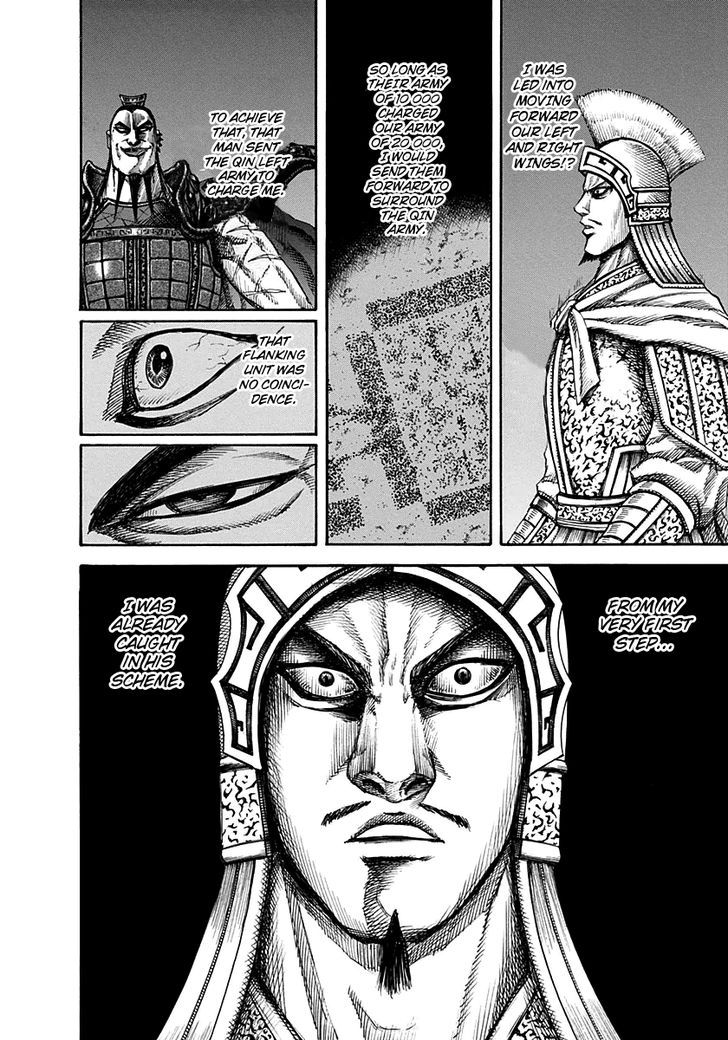 I WAS
LED INTO
MOVING
FORWARD
OUR LEFT
AND RIGHT
WINGS!?
SO LONG AS
THEIR ARMY
OF 10,000
CHARGED
OUR ARMY
OF 20,000,
I WOULD
SEND THEM
FORWARD TO
SURROUND
THE QIN
ARMY.
TO ACHIEVE
THAT, THAT
MAN SENT
THE QIN LEFT
ARMY TO
CHARGE ME.
THAT
FLANKING
UNIT WAS
NO COINCI-
DENCE.
FROM MY
VERY FIRST
STEP...
I WAS
ALREADY
CAUGHT
IN HIS
SCHEME.